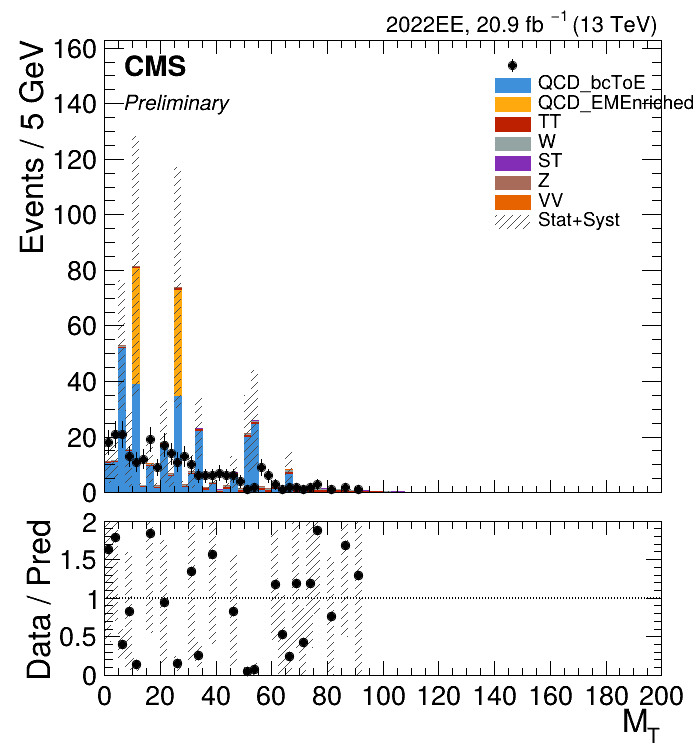 2022EE, 20.9 fb⁻¹ (13 TeV)
Events / 5 GeV
160
140
120
100
80
60
40
20
0
CMS
Preliminary
QCD_bcToE
QCD_EMEnriched
TT
W
ST
Z
VV
Stat+Syst
Data / Pred
2
1.5
1
0.5
0
0 20 40 60 80 100 120 140 160 180 200
M_T